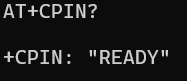 AT+CPIN?
+CPIN: "READY"